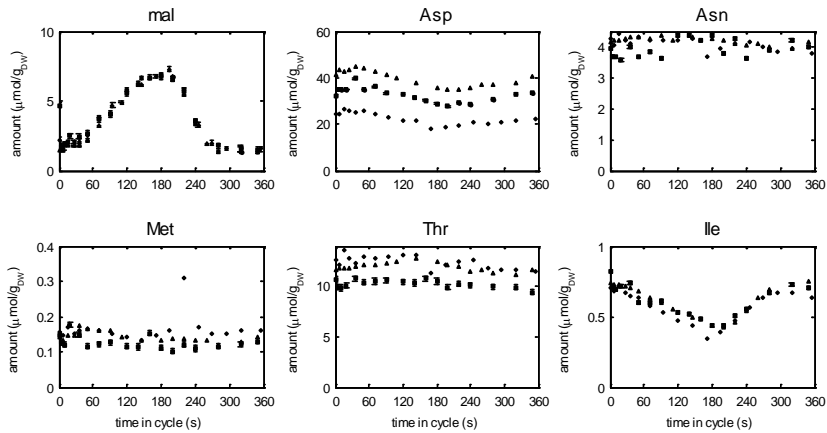 mal Asp Asn
amount (μmol/gDW) amount (μmol/gDW) amount (μmol/gDW)
10 60 4
5 40 3
0 20 2
0 1
0
0 60 120 180 240 300 360 0 60 120 180 240 300 360 0 60 120 180 240 300 360
Met Thr Ile
amount (μmol/gDW) amount (μmol/gDW) amount (μmol/gDW)
0.4 10 1
0.3 5 0.5
0.2 0 0
0.1
0
0 60 120 180 240 300 360 0 60 120 180 240 300 360 0 60 120 180 240 300 360
time in cycle (s) time in cycle (s) time in cycle (s)